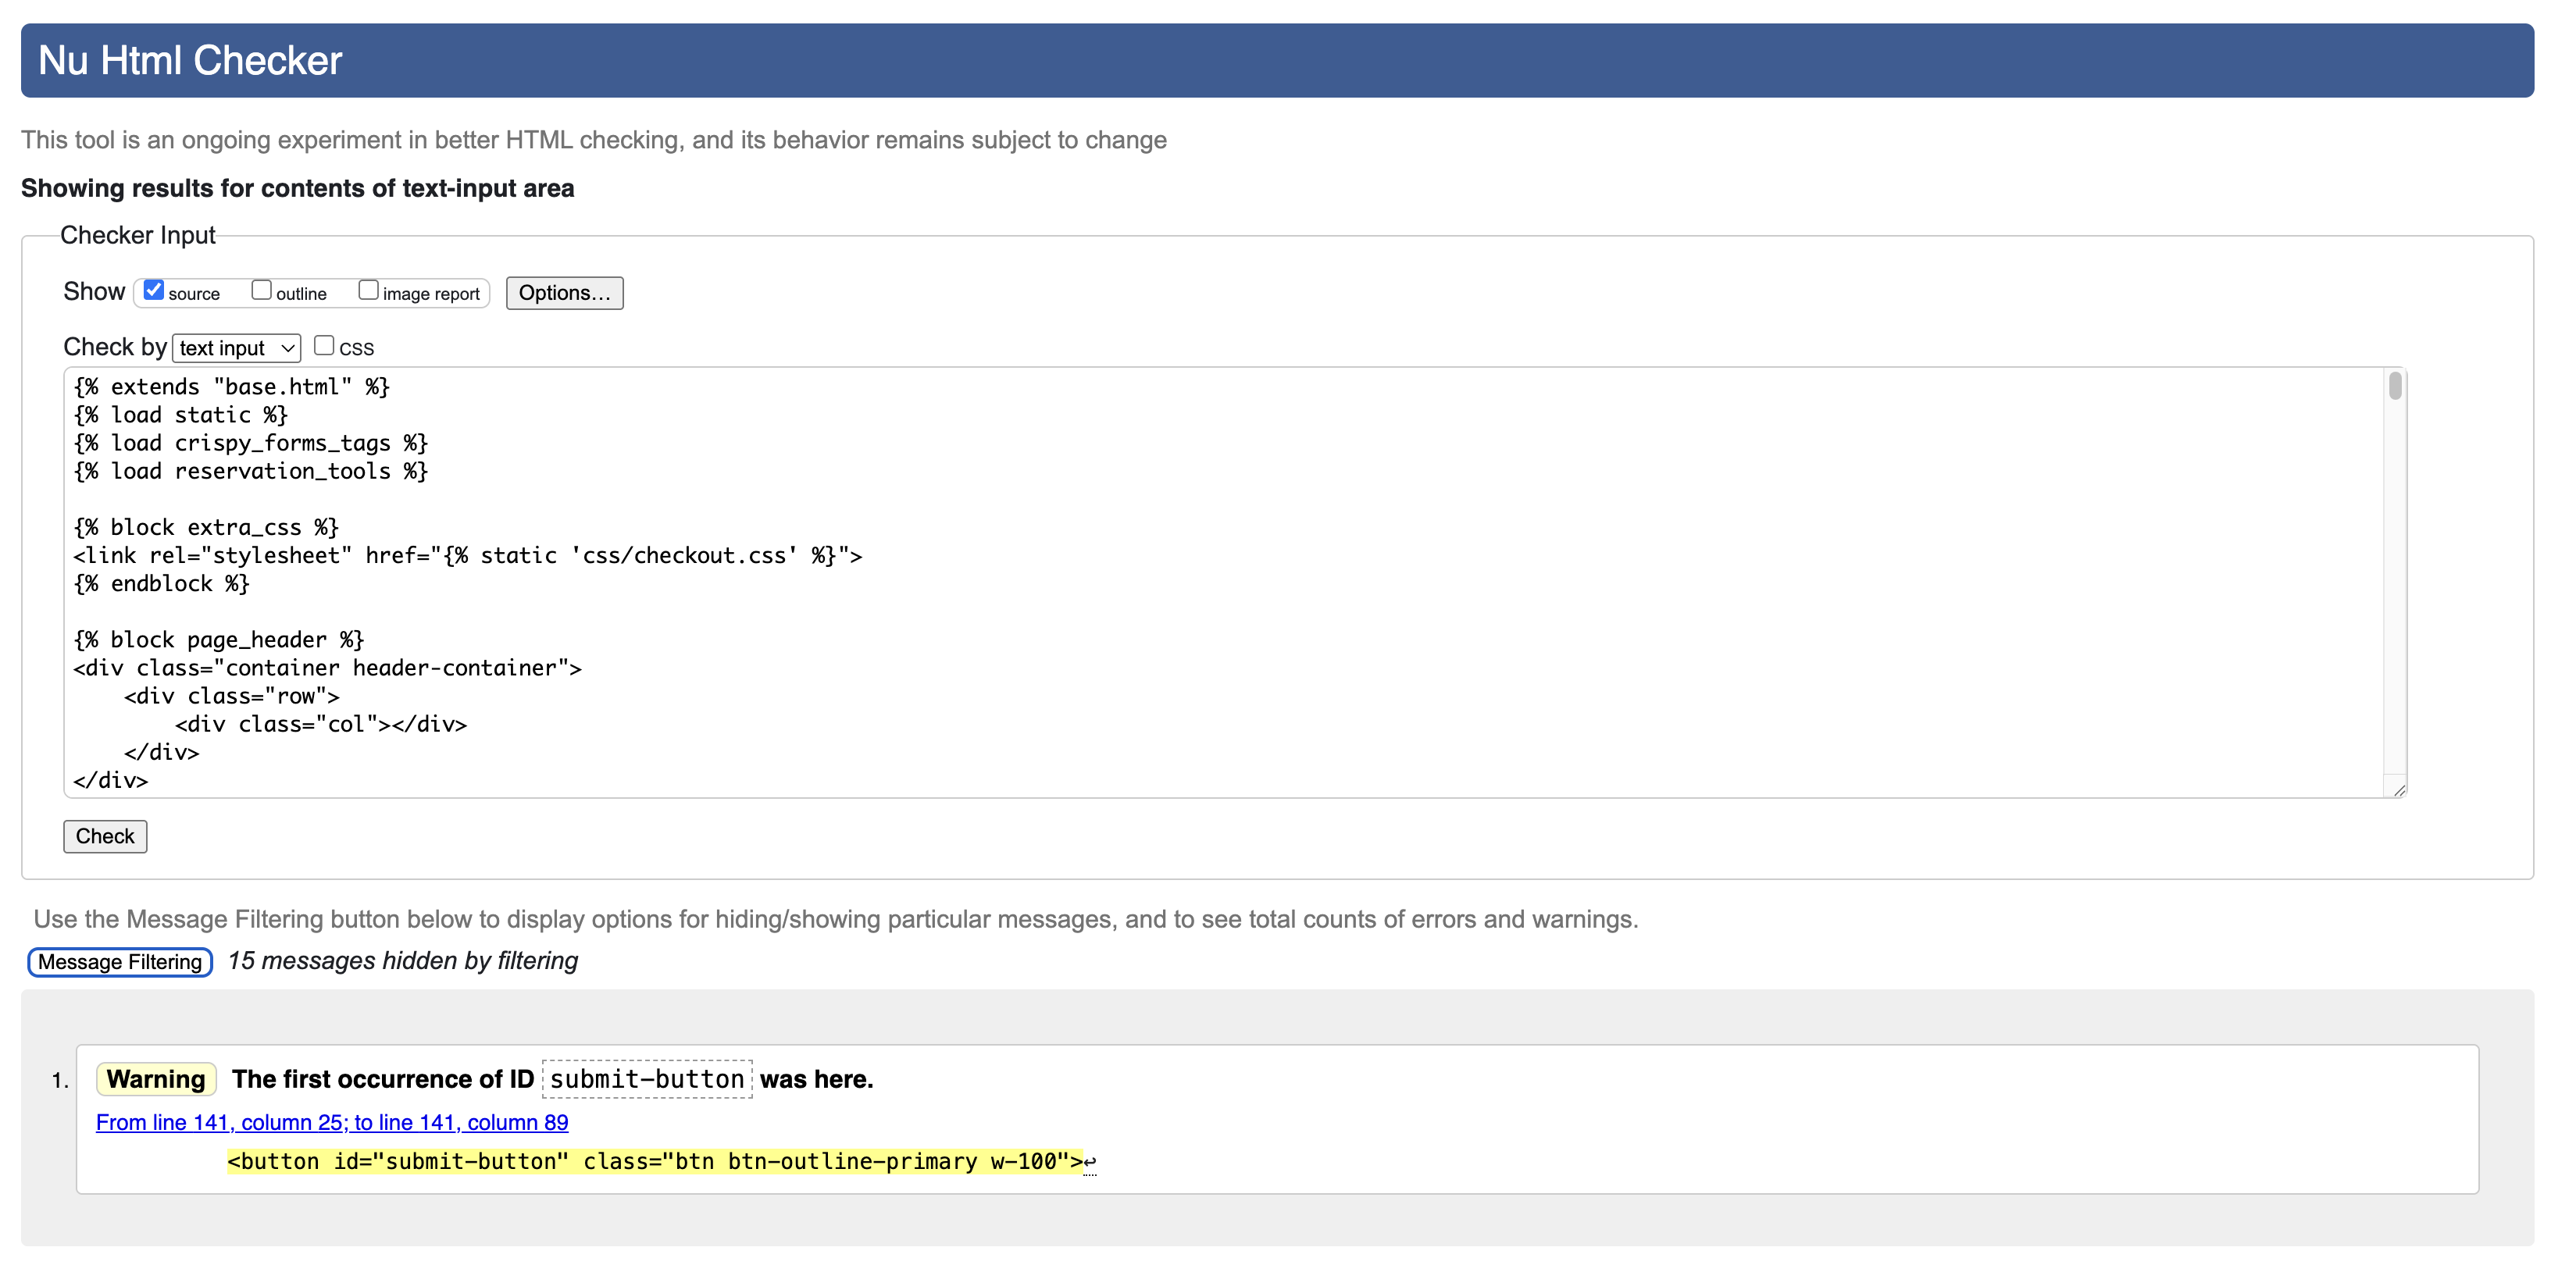 Nu Html Checker
This tool is an ongoing experiment in better HTML checking, and its behavior remains subject to change
Showing results for contents of text-input area
Checker Input
Show source outline image report Options...
Check by text input CSS
{% extends "base.html" %}
{% load static %}
{% load crispy_forms_tags %}
{% load reservation_tools %}
{% block extra_css %}
<link rel="stylesheet" href="{% static 'css/checkout.css' %}">
{% endblock %}
{% block page_header %}
<div class="container header-container">
    <div class="row">
        <div class="col"></div>
    </div>
</div>
Check
Use the Message Filtering button below to display options for hiding/showing particular messages, and to see total counts of errors and warnings.
Message Filtering 15 messages hidden by filtering
1. Warning The first occurrence of ID submit-button was here.
From line 141, column 25; to line 141, column 89
<button id="submit-button" class="btn btn-outline-primary w-100">↩